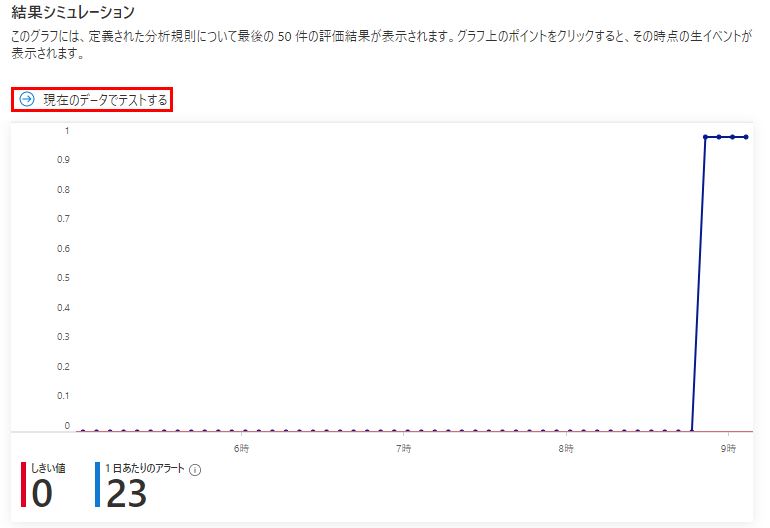 結果シミュレーション
このグラフには、定義された分析規則について最後の 50 件の評価結果が表示されます。グラフ上のポイントをクリックすると、その時点の生イベントが
表示されます。
現在のデータでテストする
1
0.9
0.8
0.7
0.6
0.5
0.4
0.3
0.2
0.1
0
6時 7時 8時 9時
しきい値 1 日あたりのアラート
0 23